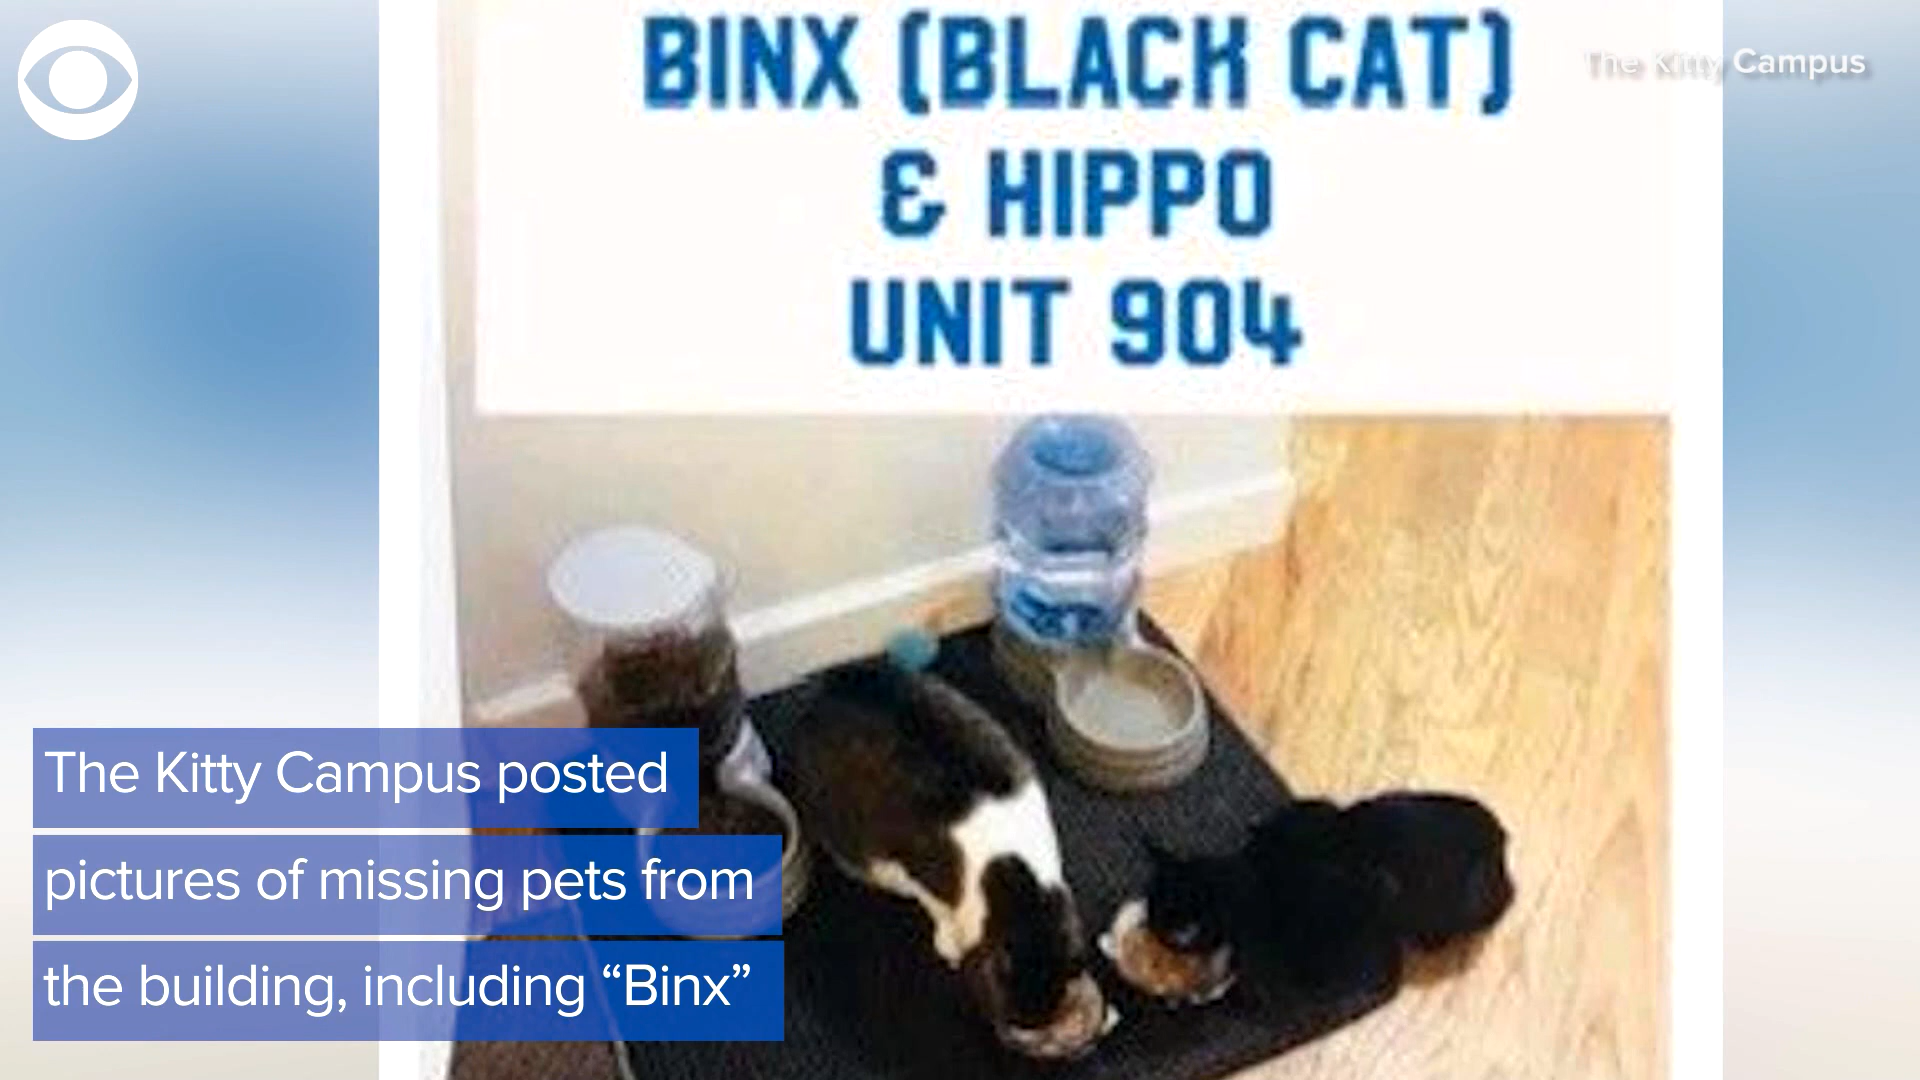 BINX (BLACK CAT)
& HIPPO
UNIT 904
The Kitty Campus
The Kitty Campus posted
pictures of missing pets from
the building, including “Binx”